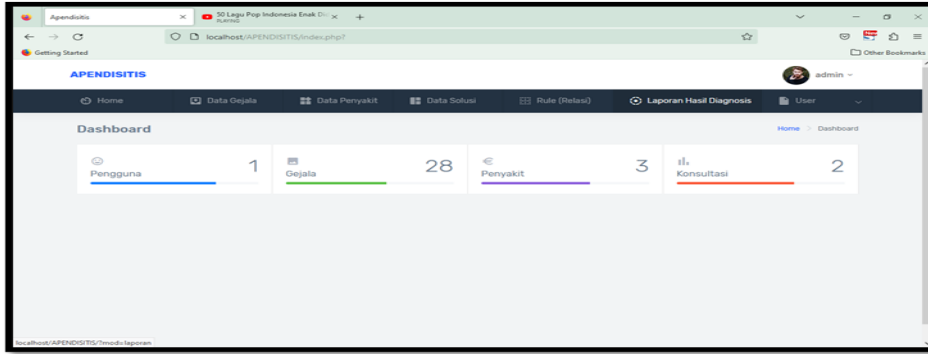 Apendisitis
50 Lagu Pop Indonesia Enak D
PLAYING
localhost/APENDISITIS/index.php?
Getting Started
Other Bookmarks
APENDISITIS
admin
Home Data Gejala Data Penyakit Data Solusi Rule (Relasi) Laporan Hasil Diagnosis User
Dashboard
Home Dashboard
Pengguna 1
Gejala 28
Penyakit 3
Konsultasi 2
localhost/APENDISITIS/?mod=laporan